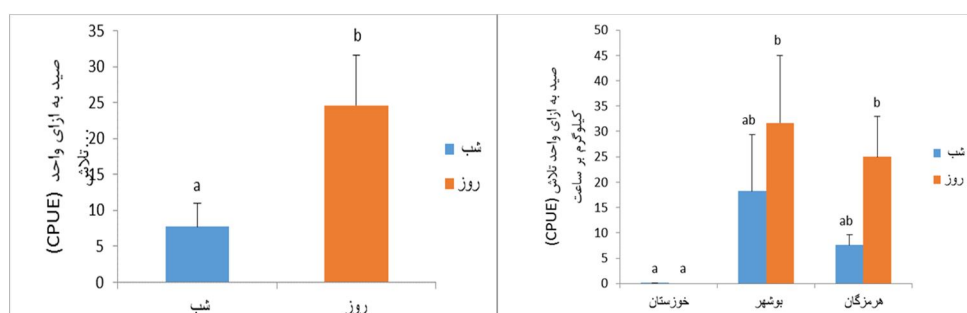 صید به ازای واحد (CPUE)
تلاش ...
35
30
25
20
15
10
5
0
a
b
شب
روز
شب
روز
صید به ازای واحد تلاش (CPUE)
کیلوگرم بر ساعت
50
45
40
35
30
25
20
15
10
5
0
a
a
ab
b
ab
b
خوزستان
بوشهر
هرمزگان
شب
روز